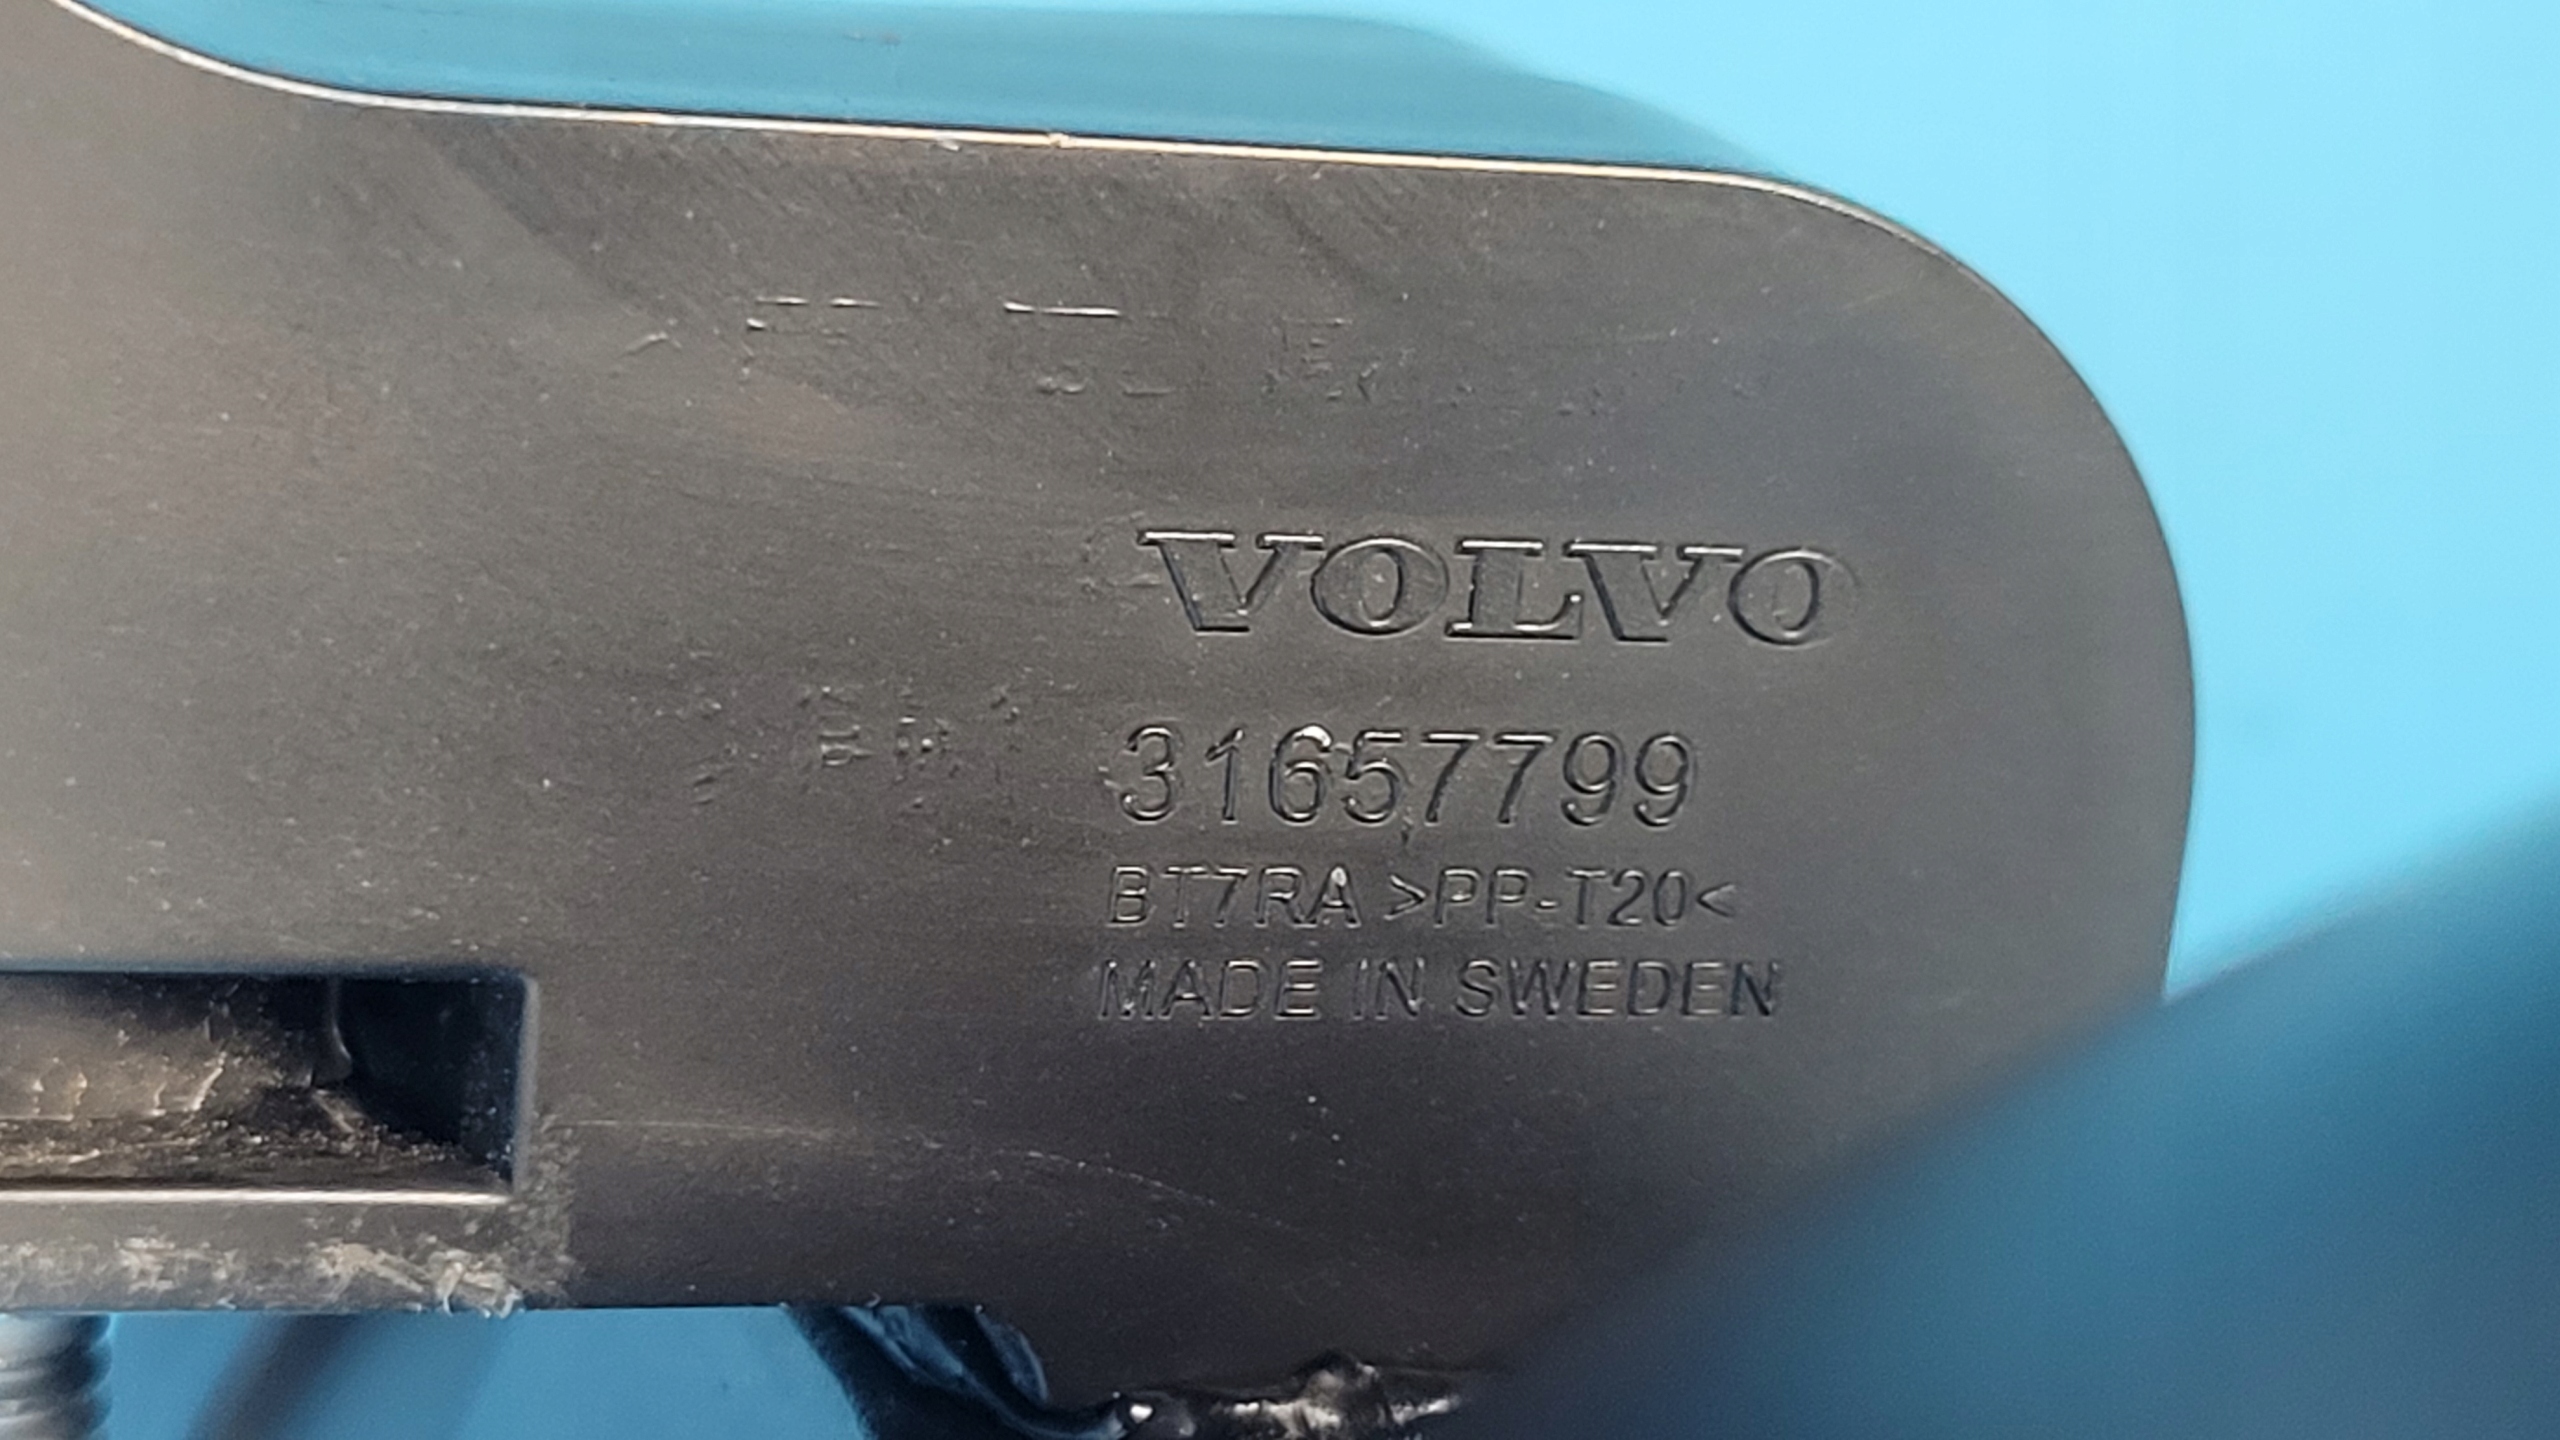 VOLVO
31657799
BT7RA >PP-T20<
MADE IN SWEDEN